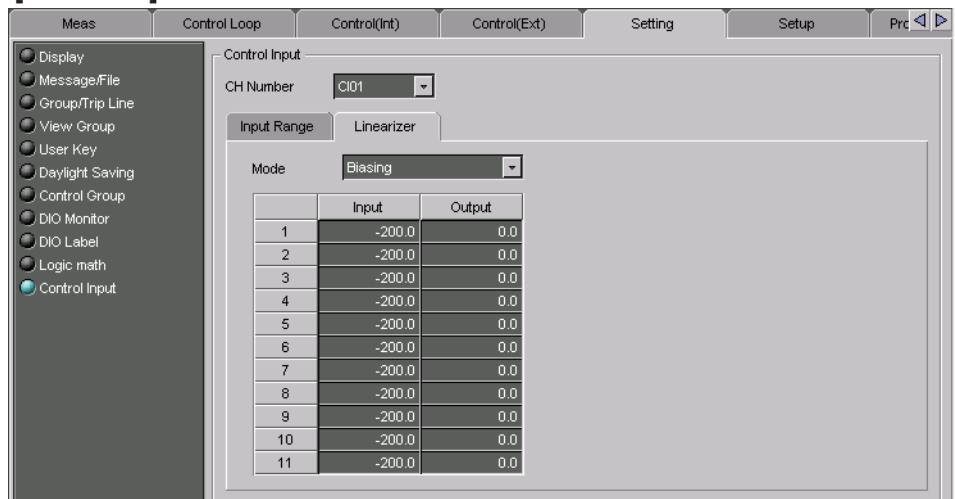 Meas Control Loop Control(Int) Control(Ext) Setting Setup Pro
Display
Message/File
Group/Trip Line
View Group
User Key
Daylight Saving
Control Group
DIO Monitor
DIO Label
Logic math
Control Input
Control Input
CH Number CI01
Input Range Linearizer
Mode Biasing
Input Output
1 -200.0 0.0
2 -200.0 0.0
3 -200.0 0.0
4 -200.0 0.0
5 -200.0 0.0
6 -200.0 0.0
7 -200.0 0.0
8 -200.0 0.0
9 -200.0 0.0
10 -200.0 0.0
11 -200.0 0.0